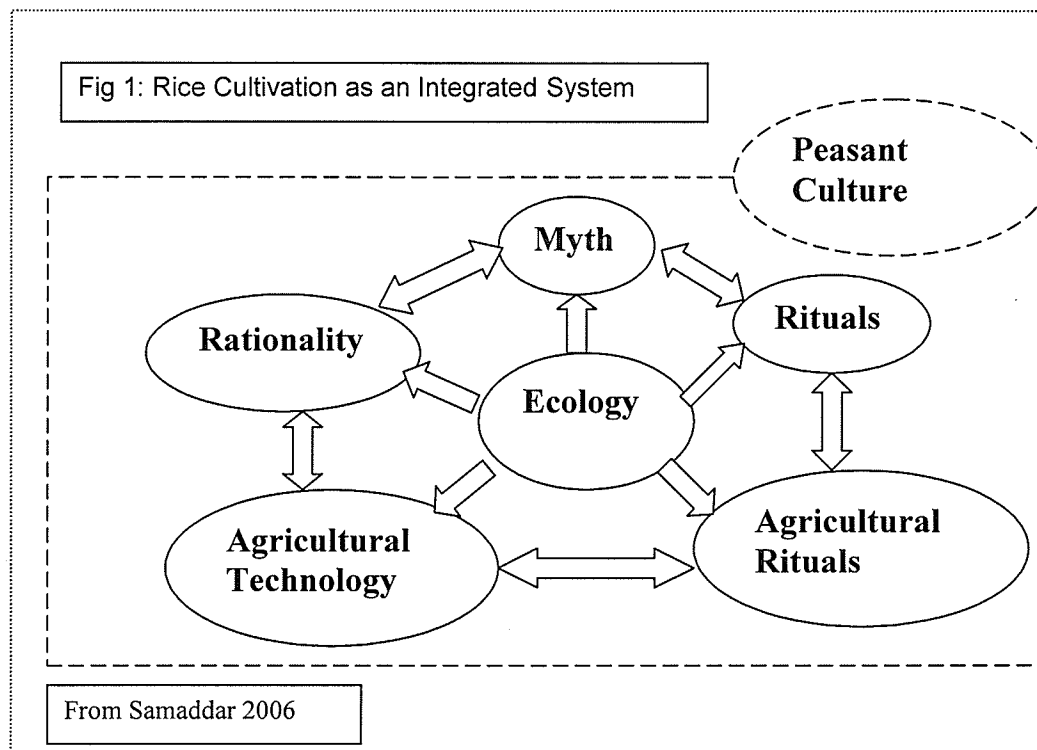 Fig 1: Rice Cultivation as an Integrated System
Peasant
Culture
Myth
Rituals
Rationality
Ecology
Agricultural
Technology
Agricultural
Rituals
From Samaddar 2006